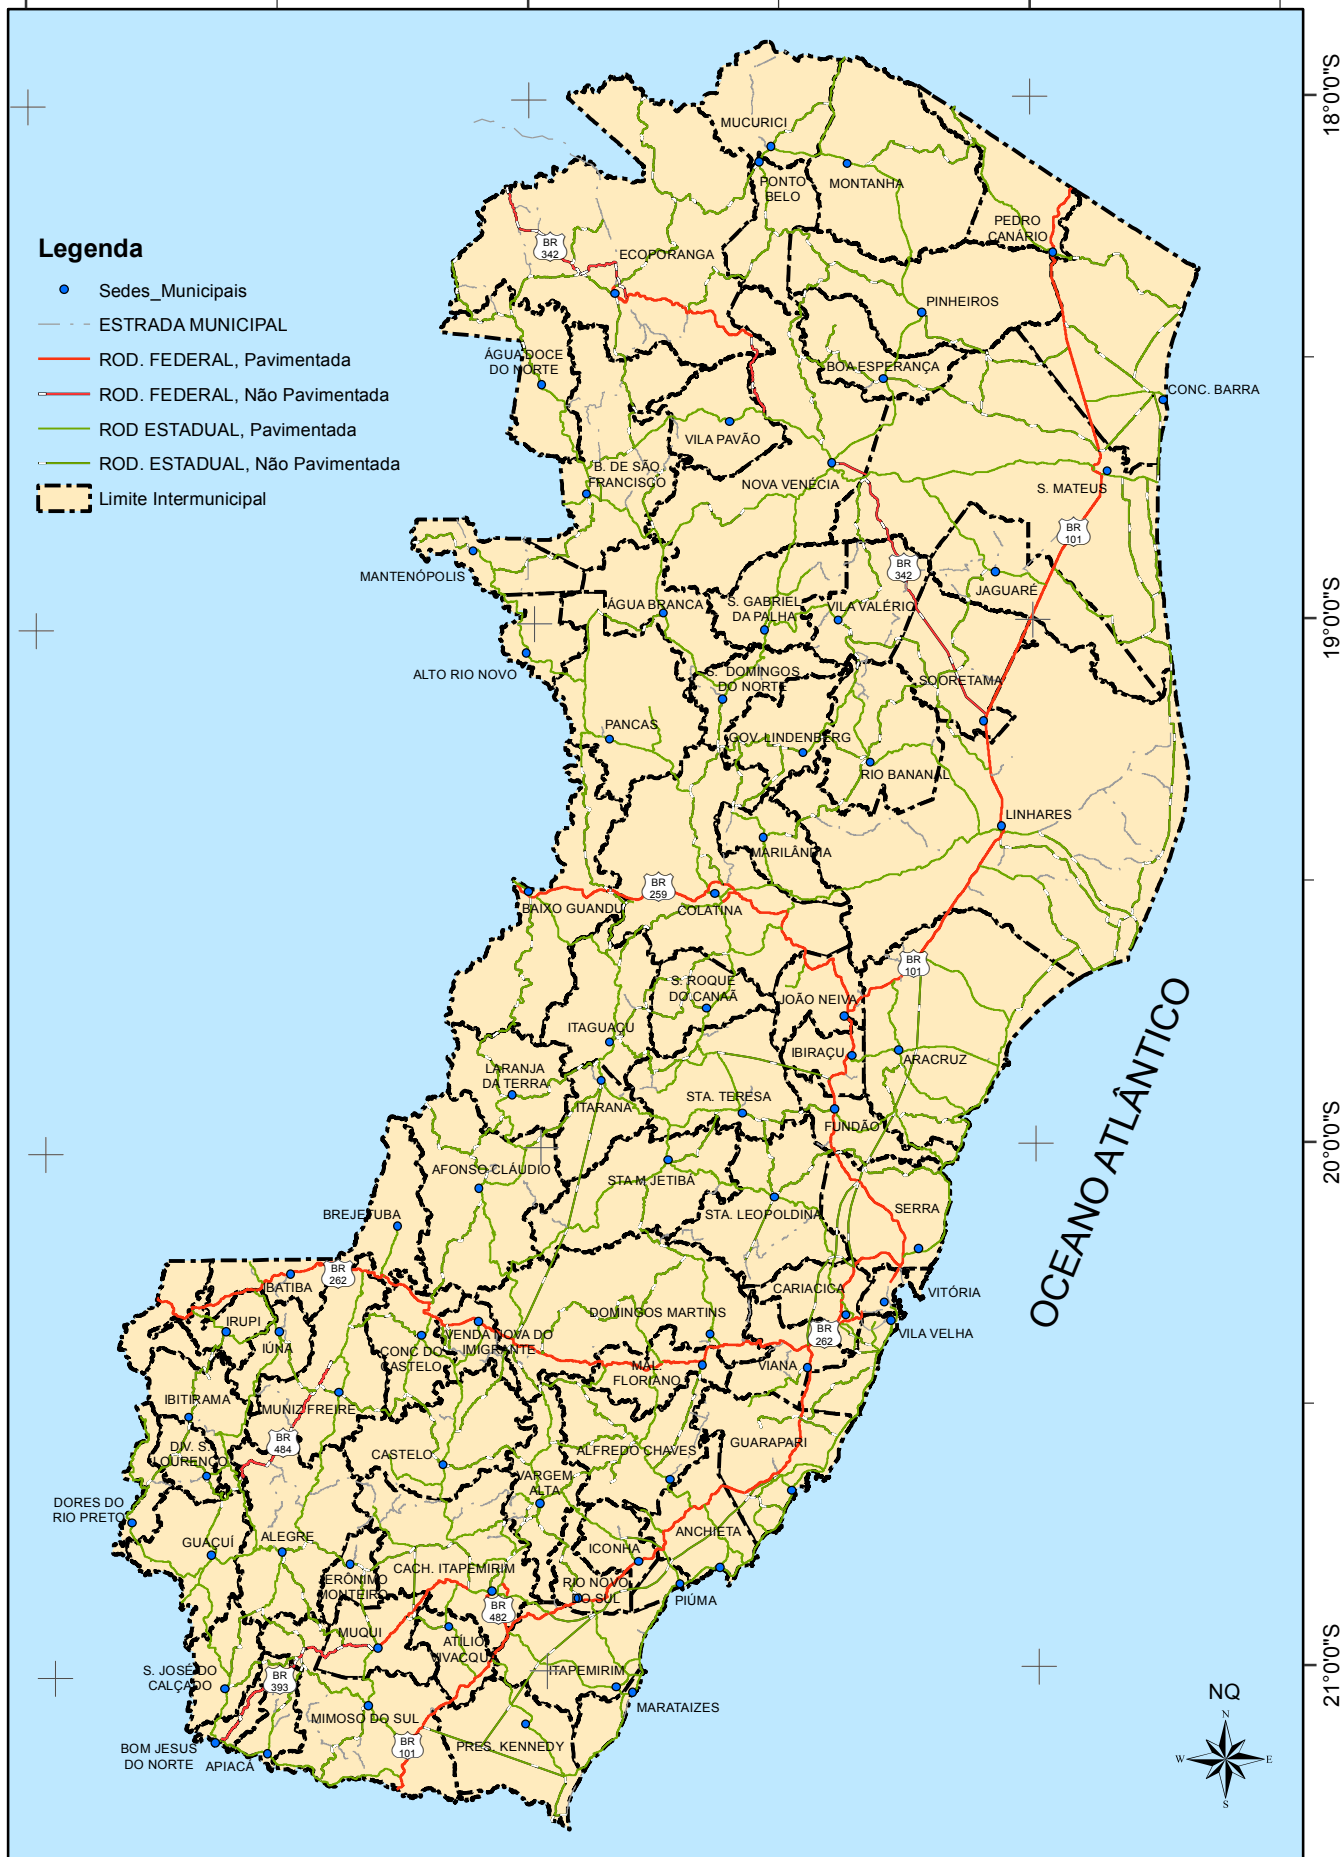 18°0'0"S
MUCURICI
PONTO
BELO
MONTANHA
PEDRO
CANÁRIO
Legenda
Sedes_Municipais
ESTRADA MUNICIPAL
ROD. FEDERAL, Pavimentada
ROD. FEDERAL, Não Pavimentada
ROD ESTADUAL, Pavimentada
ROD. ESTADUAL, Não Pavimentada
Limite Intermunicipal
BR
342
ECOPORANGA
PINHEIROS
ÁGUA DOCE
DO NORTE
BOA ESPERANÇA
CONC. BARRA
VILA PAVÃO
B. DE SÃO
FRANCISCO
NOVA VENÉCIA
S. MATEUS
BR
101
MANTENÓPOLIS
BR
342
JAGUARÉ
ÁGUA BRANCA
S. GABRIEL
DA PALHA
VILA VALÉRIO
19°0'0"S
ALTO RIO NOVO
S. DOMINGOS
DO NORTE
SOORETAMA
PANCAS
GOV. LINDENBERG
RIO BANANAL
LINHARES
MARILÂNDIA
BR
259
BAIXO GUANDU
COLATINA
BR
101
S. ROQUE
DO CANAÃ
JOÃO NEIVA
ITAGUAÇU
IBIRAÇU
ARACRUZ
LARANJA
DA TERRA
ITARANA
STA. TERESA
FUNDÃO
OCEANO ATLÂNTICO
20°0'0"S
AFONSO CLÁUDIO
STA M JETIBÁ
BREJETUBA
STA. LEOPOLDINA
SERRA
BR
262
IBATIBA
CARIACICA
VITÓRIA
IRUPI
IÚNA
DOMINGOS MARTINS
VILA VELHA
BR
262
CONC DO
CASTELO
VENDA NOVA DO
IMIGRANTE
MAL.
FLORIANO
VIANA
IBITIRAMA
MUNIZ FREIRE
BR
484
DIV. S.
LOURENÇO
CASTELO
ALFREDO CHAVES
GUARAPARI
VARGEM
ALTA
DORES DO
RIO PRETO
GUAÇUÍ
ALEGRE
ANCHIETA
ICONHA
JERÔNIMO
MONTEIRO
CACH. ITAPEMIRIM
RIO NOVO
DO SUL
PIÚMA
BR
482
MUQUI
ATÍLIO
VIVACQUA
21°0'0"S
S. JOSÉ DO
CALÇADO
BR
393
ITAPEMIRIM
MARATAIZES
MIMOSO DO SUL
BR
101
PRES. KENNEDY
BOM JESUS
DO NORTE
APIACÁ
NQ
N
W
E
S